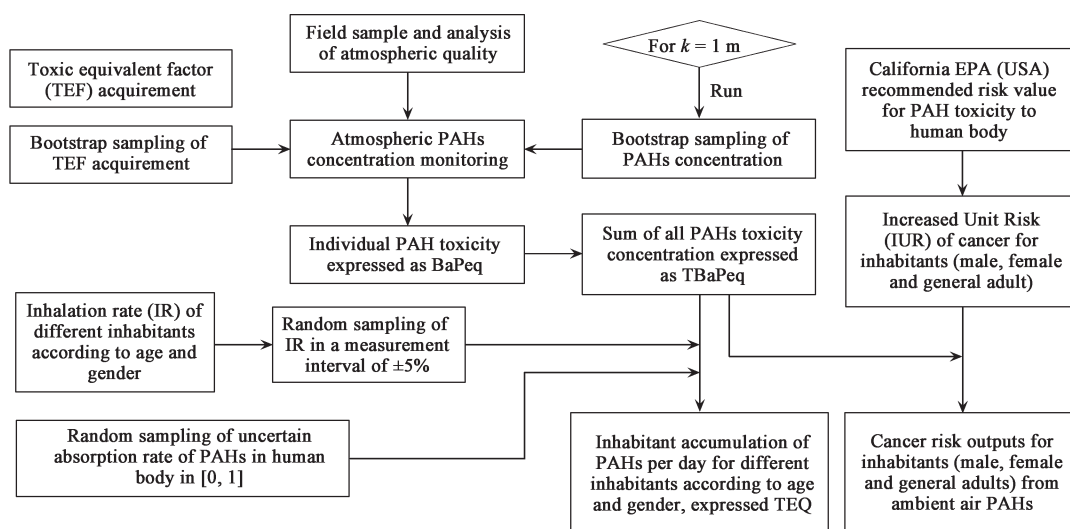 Field sample and analysis
of atmospheric quality
For k = 1 m
Toxic equivalent factor
(TEF) acquirement
California EPA (USA)
recommended risk value
for PAH toxicity to
human body
Run
Bootstrap sampling of
TEF acquirement
Atmospheric PAHs
concentration monitoring
Bootstrap sampling of
PAHs concentration
Individual PAH toxicity
expressed as BaPeq
Sum of all PAHs toxicity
concentration expressed
as TBaPeq
Increased Unit Risk
(IUR) of cancer for
inhabitants (male, female
and general adult)
Inhalation rate (IR) of
different inhabitants
according to age and
gender
Random sampling of
IR in a measurement
interval of ±5%
Random sampling of uncertain
absorption rate of PAHs in human
body in [0, 1]
Inhabitant accumulation of
PAHs per day for different
inhabitants according to age
and gender, expressed TEQ
Cancer risk outputs for
inhabitants (male, female
and general adults) from
ambient air PAHs